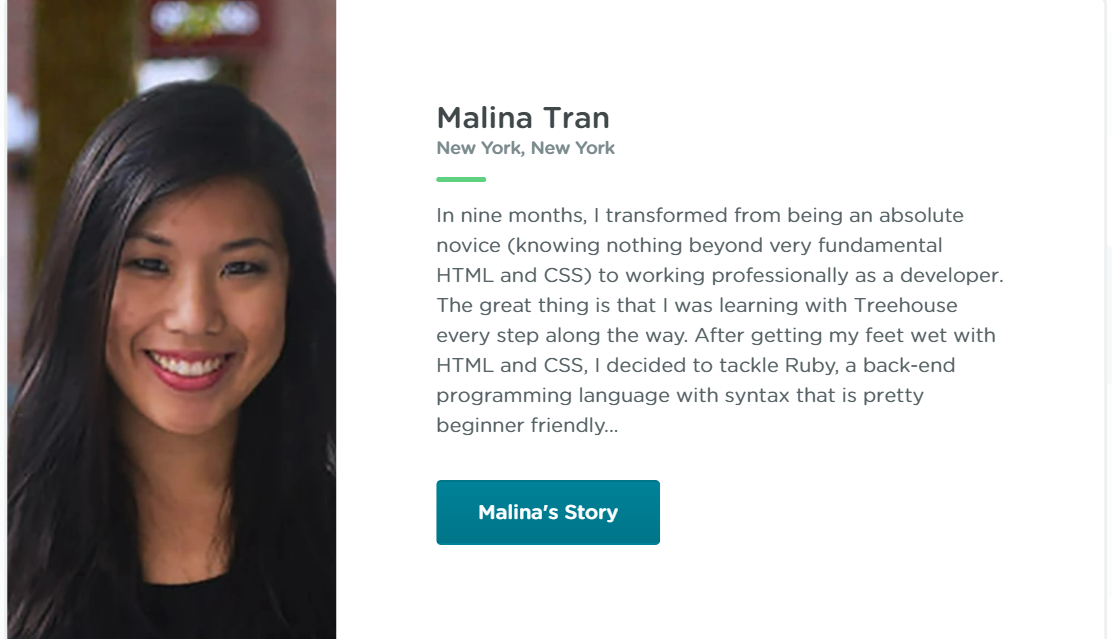 Malina Tran
New York, New York
In nine months, I transformed from being an absolute
novice (knowing nothing beyond very fundamental
HTML and CSS) to working professionally as a developer.
The great thing is that I was learning with Treehouse
every step along the way. After getting my feet wet with
HTML and CSS, I decided to tackle Ruby, a back-end
programming language with syntax that is pretty
beginner friendly...
Malina's Story